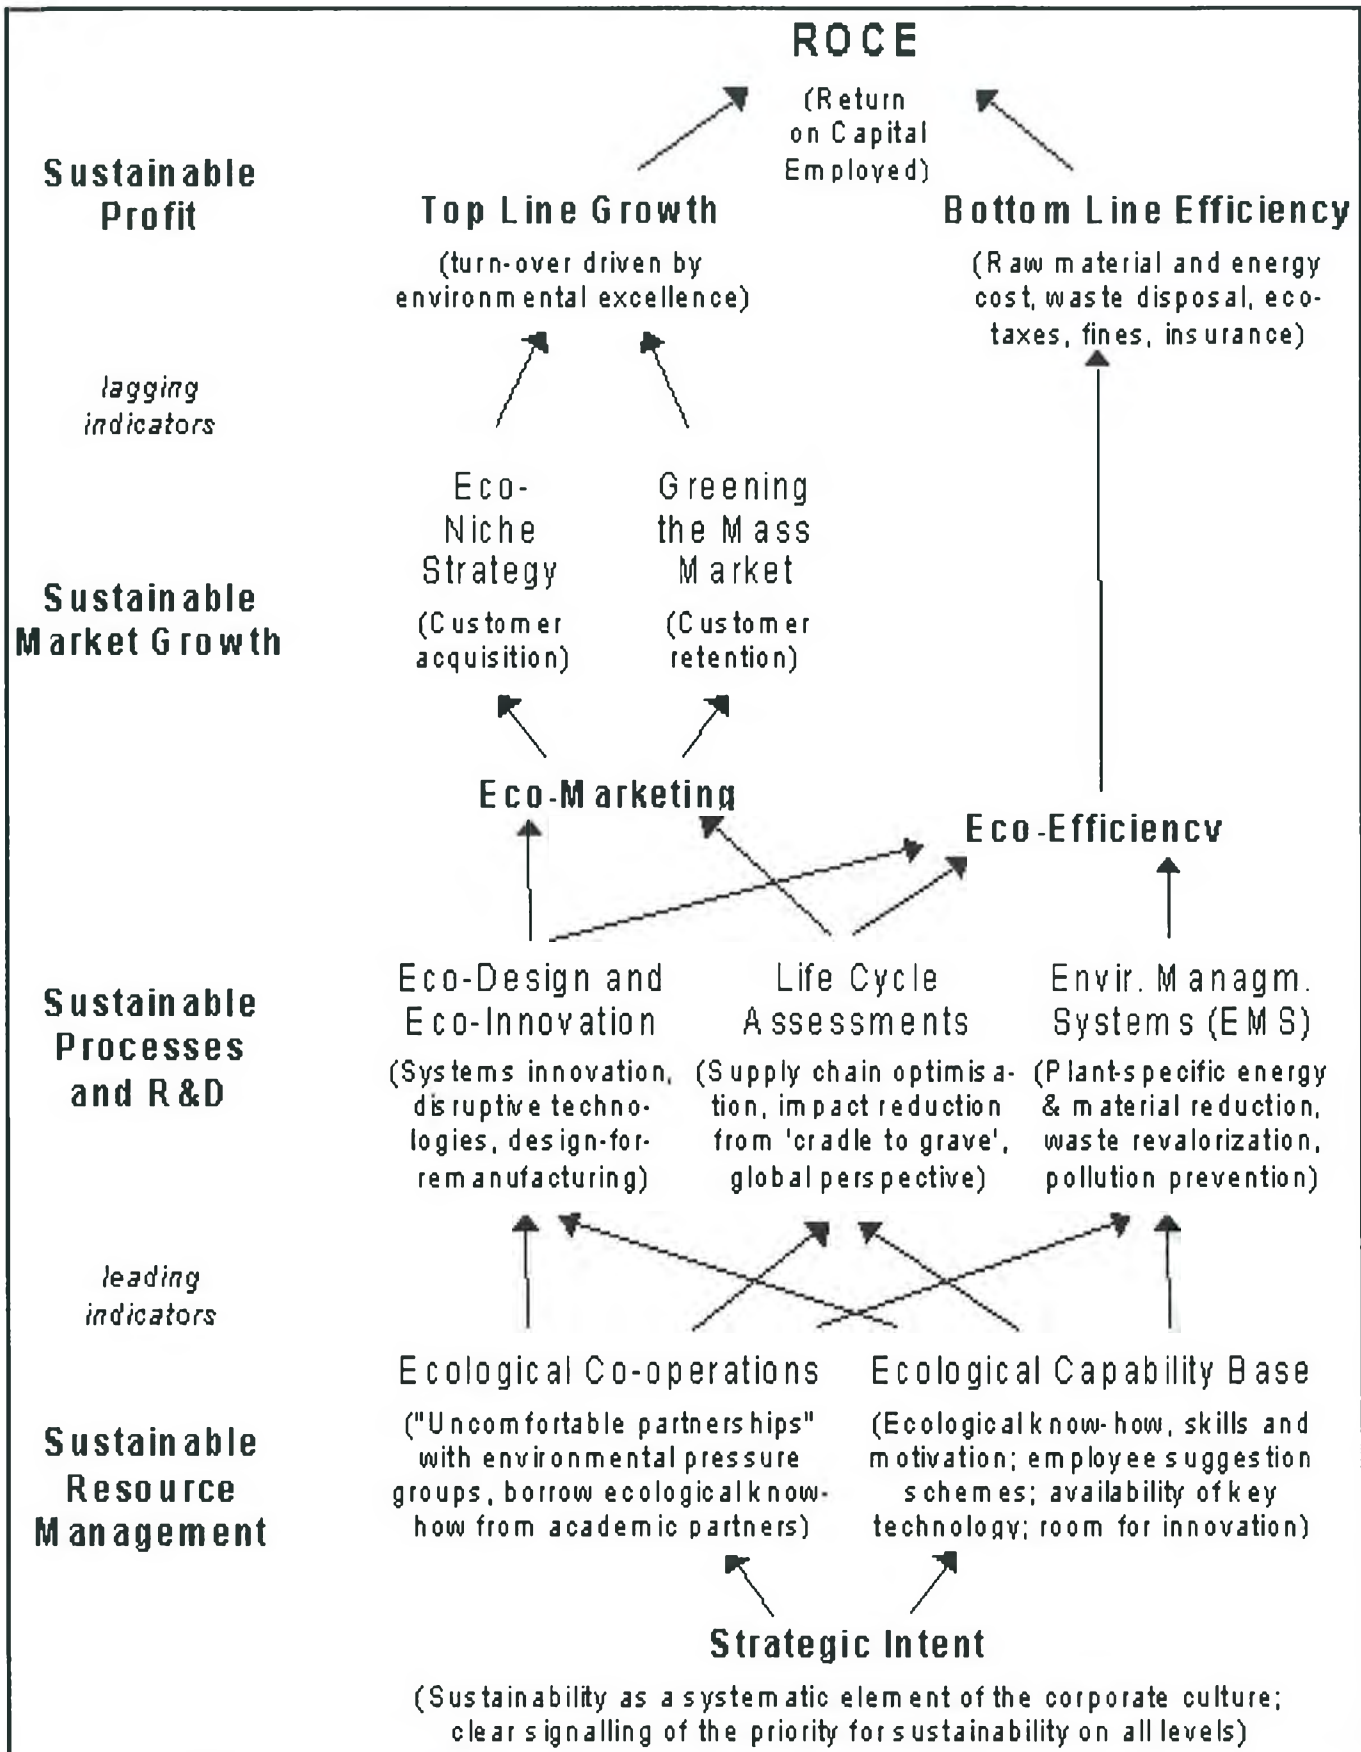 ROCE
(Return
on Capital
Employed)
Sustainable
Profit
Top Line Growth
(turn-over driven by
environmental excellence)
Bottom Line Efficiency
(Raw material and energy
cost, waste disposal, eco-
taxes, fines, insurance)
lagging
indicators
Eco-
Niche
Strategy
(Customer
acquisition)
Greening
the Mass
Market
(Customer
retention)
Sustainable
Market Growth
Eco-Marketing
Eco-Efficiency
Sustainable
Processes
and R&D
Eco-Design and
Eco-Innovation
(Systems innovation,
disruptive techno-
logies, design-for-
remanufacturing)
Life Cycle
Assessments
(Supply chain optimisa-
tion, impact reduction
from 'cradle to grave',
global perspective)
Envir. Managm.
Systems (EMS)
(Plant-specific energy
& material reduction,
waste revalorization,
pollution prevention)
leading
indicators
Sustainable
Resource
Management
Ecological Co-operations
("Uncomfortable partnerships"
with environmental pressure
groups, borrow ecological know-
how from academic partners)
Ecological Capability Base
(Ecological know-how, skills and
motivation; employee suggestion
schemes; availability of key
technology; room for innovation)
Strategic Intent
(Sustainability as a systematic element of the corporate culture;
clear signalling of the priority for sustainability on all levels)